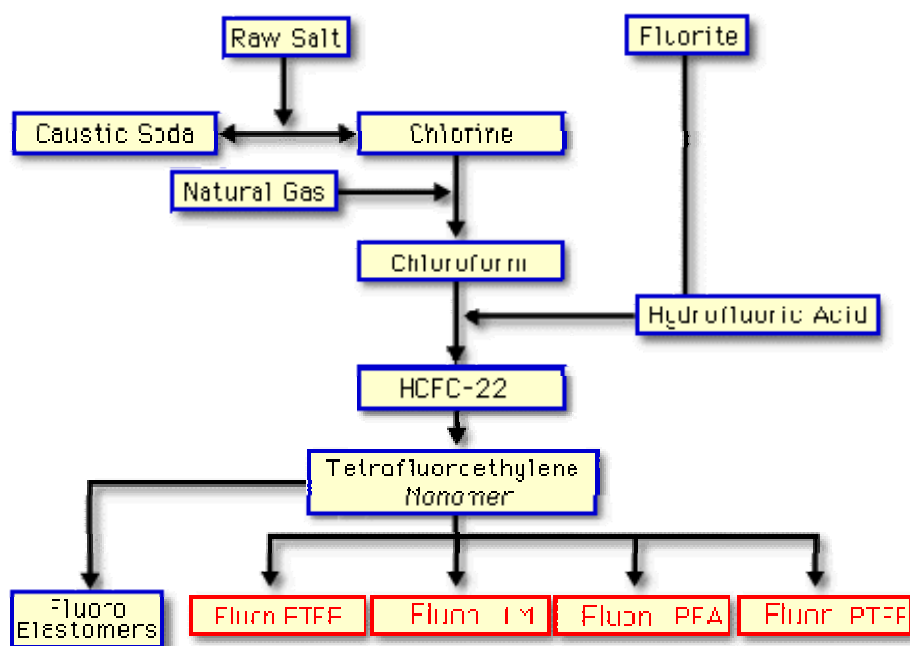 Raw Salt
Fluorite
Caustic Soda
Chlorine
Natural Gas
Chloroform
Hydrofluoric Acid
HCFC-22
Tetrafluoroethylene
Monomer
Fluoro
Elastomers
Fluon ETFE
Fluon LM
Fluon PFA
Fluon PTFE